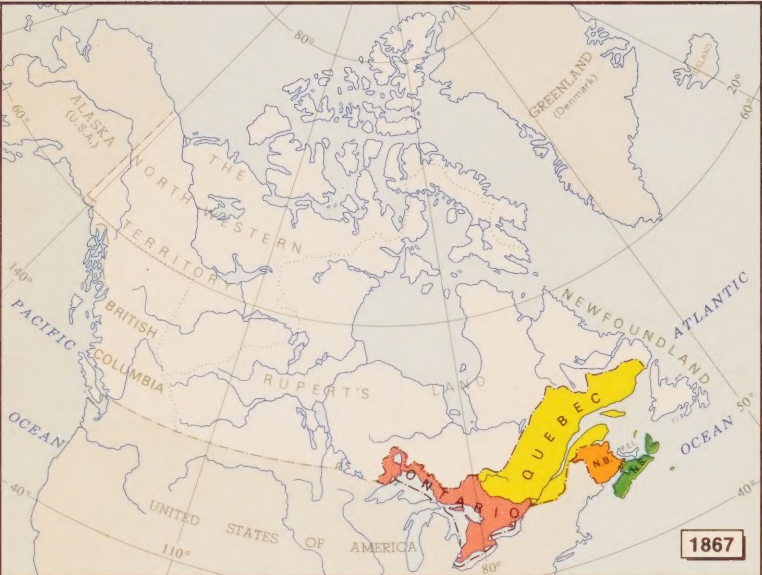 80°
ICELAND
20°
60°
GREENLAND
(Denmark)
ALASKA
(U.S.A.)
60°
THE
NORTH-WESTERN
TERRITORY
140°
PACIFIC
OCEAN
BRITISH
COLUMBIA
RUPERT'S LAND
NEWFOUNDLAND
ATLANTIC
OCEAN
50°
QUEBEC
P.E.I.
N.B.
N.S.
ONTARIO
40°
40°
UNITED STATES OF AMERICA
110°
80°
1867